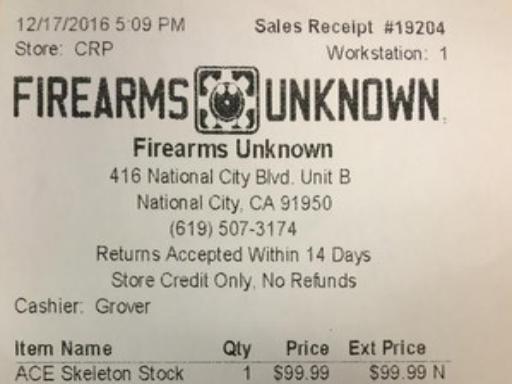 12/17/2016 5:09 PM Sales Receipt #19204
Store: CRP Workstation: 1
FIREARMS UNKNOWN
Firearms Unknown
416 National City Blvd. Unit B
National City, CA 91950
(619) 507-3174
Returns Accepted Within 14 Days
Store Credit Only, No Refunds
Cashier: Grover
Item Name Qty Price Ext Price
ACE Skeleton Stock 1 $99.99 $99.99 N